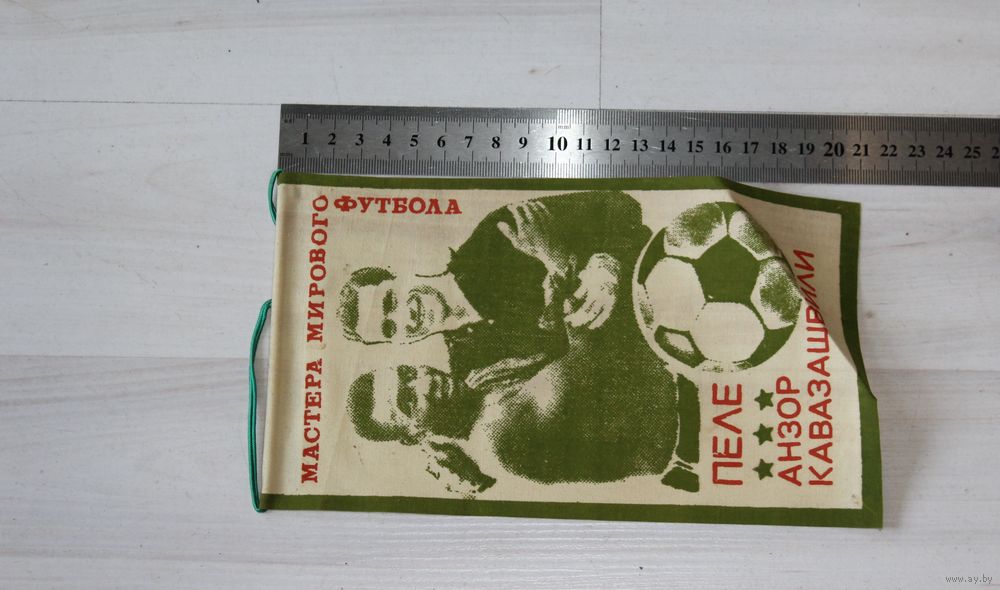 мм
1 2 3 4 5 6 7 8 9 10 11 12 13 14 15 16 17 18 19 20 21 22 23 24 25
МАСТЕРА МИРОВОГО
ФУТБОЛА
ПЕЛЕ
АНЗОР
КАВАЗАШВИЛИ
www.ay.by